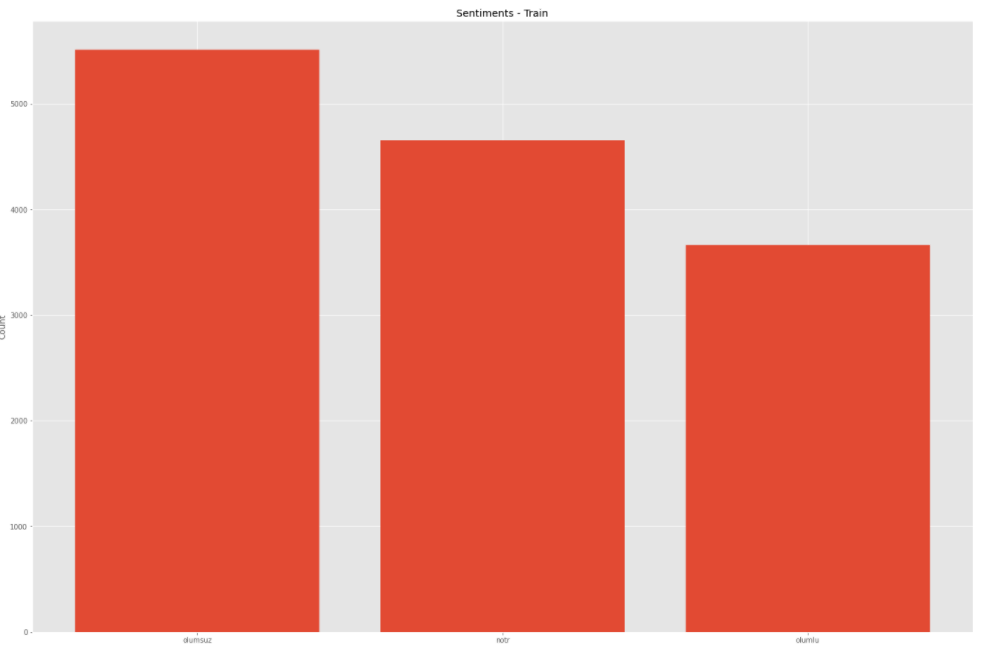 Sentiments - Train
5000
4000
3000
Count
2000
1000
0
olumsuz
notr
olumlu